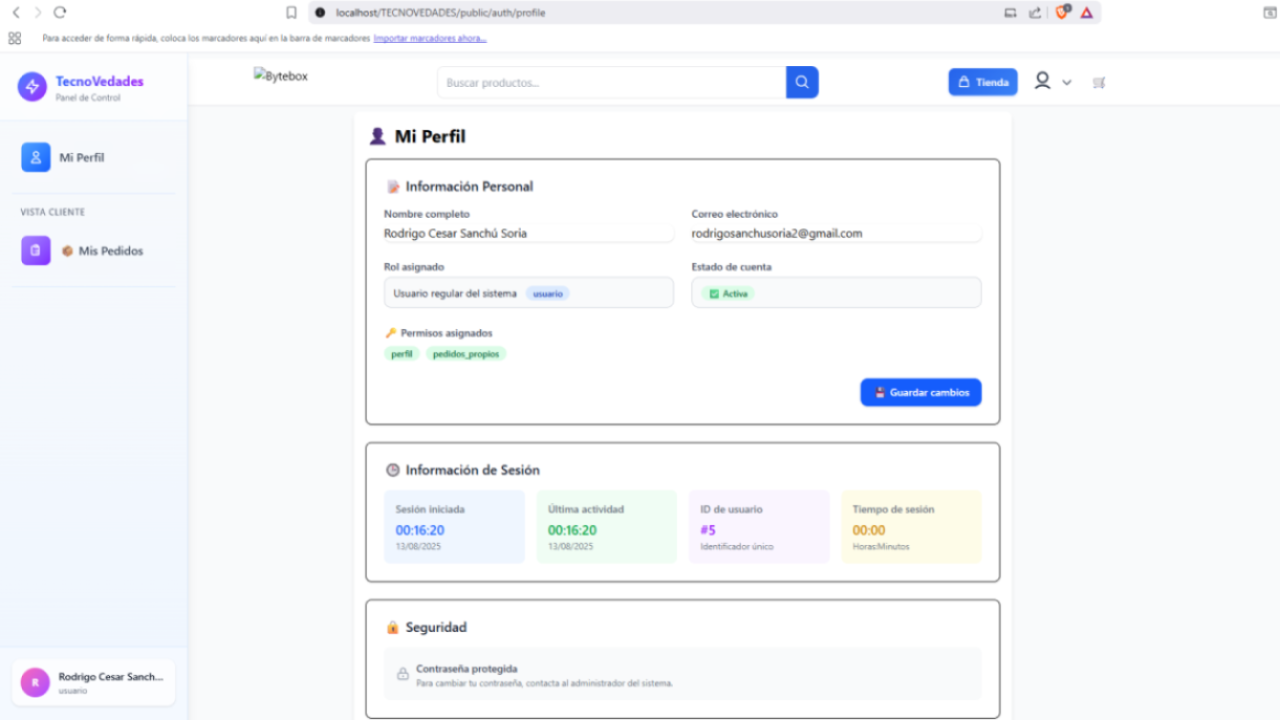 localhost/TECNOVEDADES/public/auth/profile
Para acceder de forma rápida, coloca los marcadores aquí en la barra de marcadores Importar marcadores ahora...
TecnoVedades
Panel de Control
Bytebox
Buscar productos...
Tienda
Mi Perfil
VISTA CLIENTE
Mis Pedidos
Mi Perfil
Información Personal
Nombre completo
Correo electrónico
Rodrigo Cesar Sanchú Soria
rodrigosanchusoria2@gmail.com
Rol asignado
Estado de cuenta
Usuario regular del sistema usuario
Activa
Permisos asignados
perfil pedidos_propios
Guardar cambios
Información de Sesión
Sesión iniciada
00:16:20
13/08/2025
Última actividad
00:16:20
13/08/2025
ID de usuario
#5
Identificador único
Tiempo de sesión
00:00
Horas:Minutos
Seguridad
Contraseña protegida
Para cambiar tu contraseña, contacta al administrador del sistema.
R
Rodrigo Cesar Sanch...
usuario